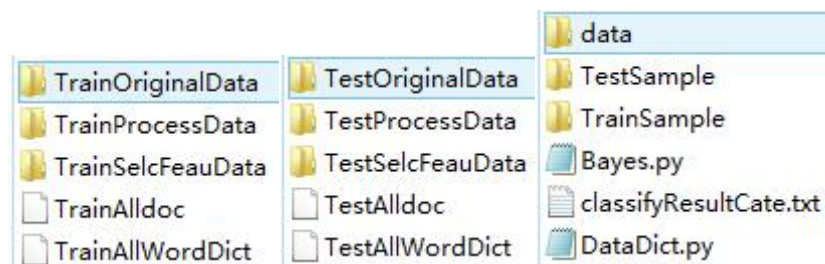 TrainOriginalData
TrainProcessData
TrainSelcFeauData
TrainAlldoc
TrainAllWordDict
TestOriginalData
TestProcessData
TestSelcFeauData
TestAlldoc
TestAllWordDict
data
TestSample
TrainSample
Bayes.py
classifyResultCate.txt
DataDict.py